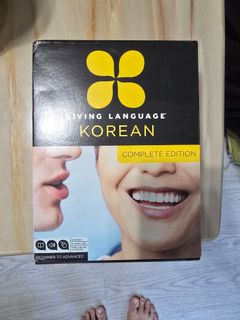 LIVING LANGUAGE®
KOREAN
COMPLETE EDITION
BEGINNER TO ADVANCED